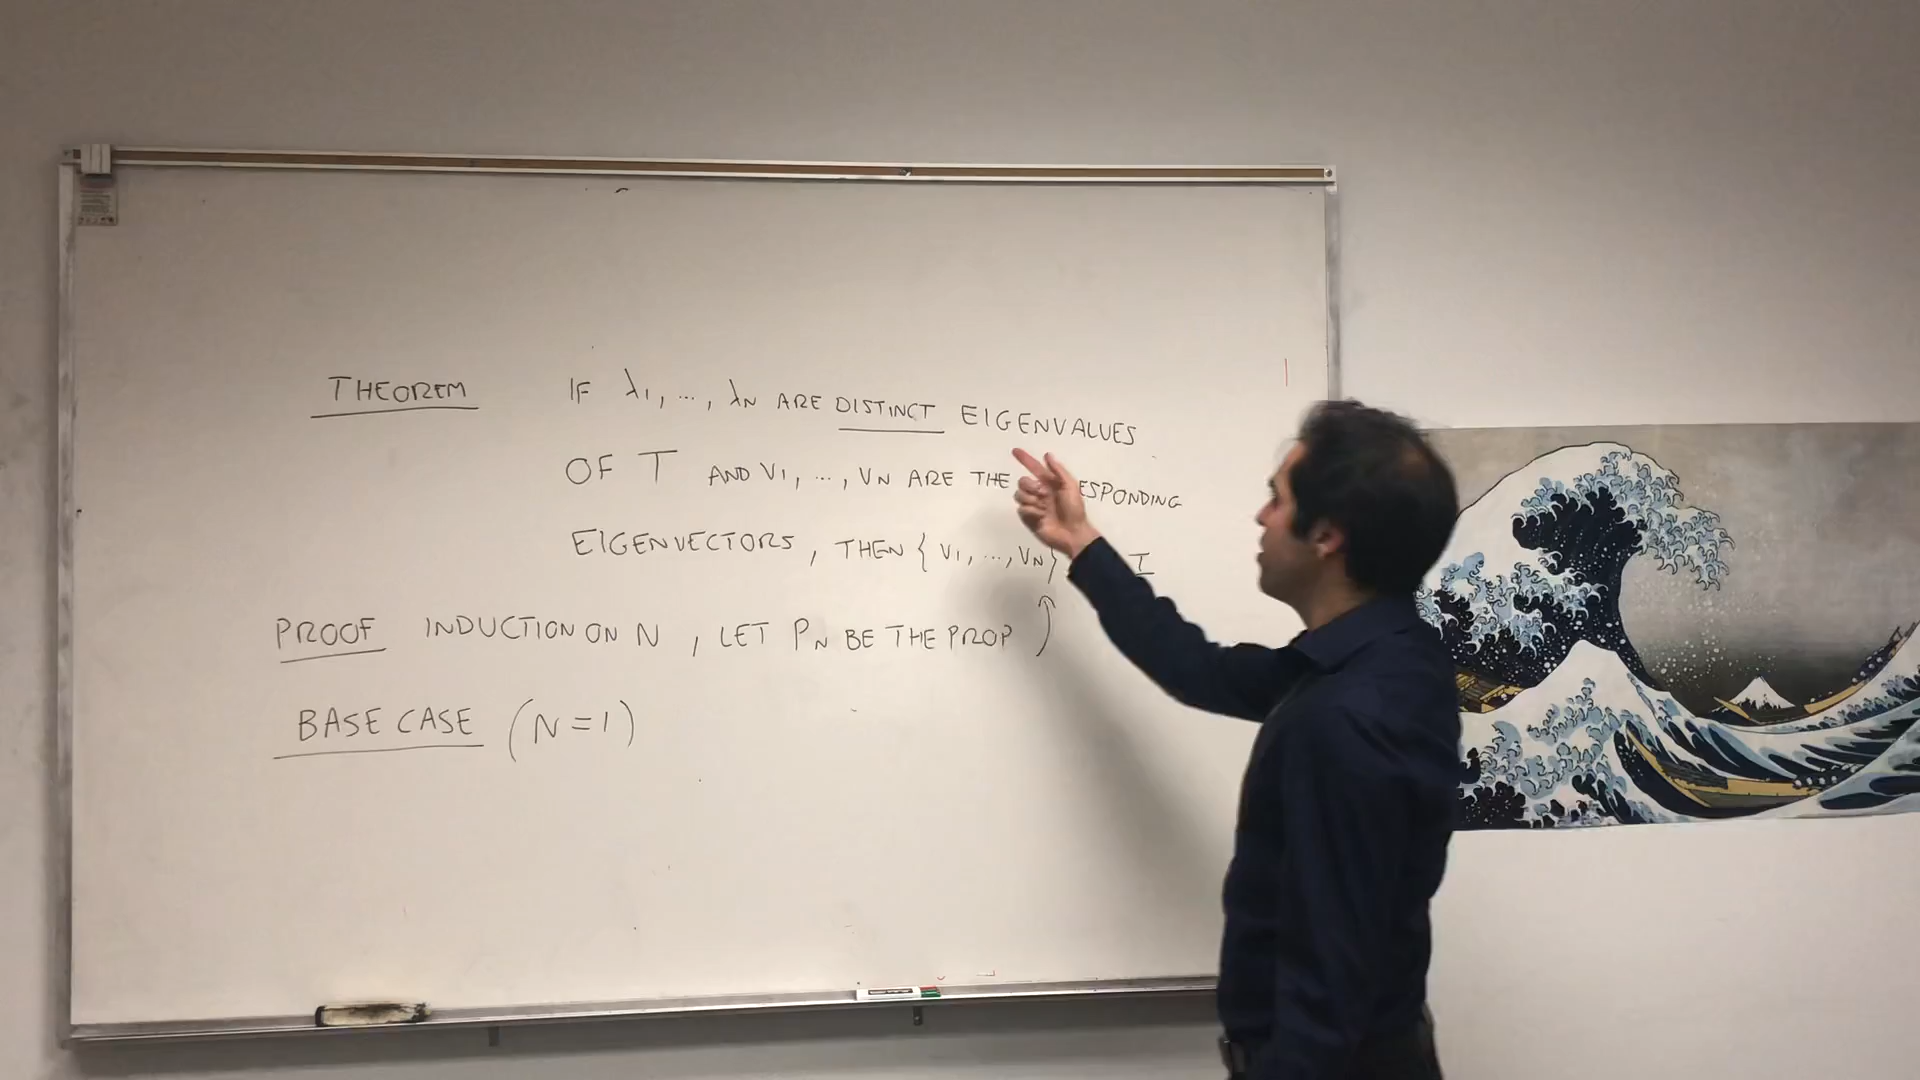 THEOREM IF λ1, ..., λN ARE DISTINCT EIGENVALUES
OF T AND V1, ..., VN ARE THE ESPONDING
EIGENVECTORS, THEN {V1, ..., VN} I
PROOF INDUCTION ON N, LET PN BE THE PROP
BASE CASE (N=1)